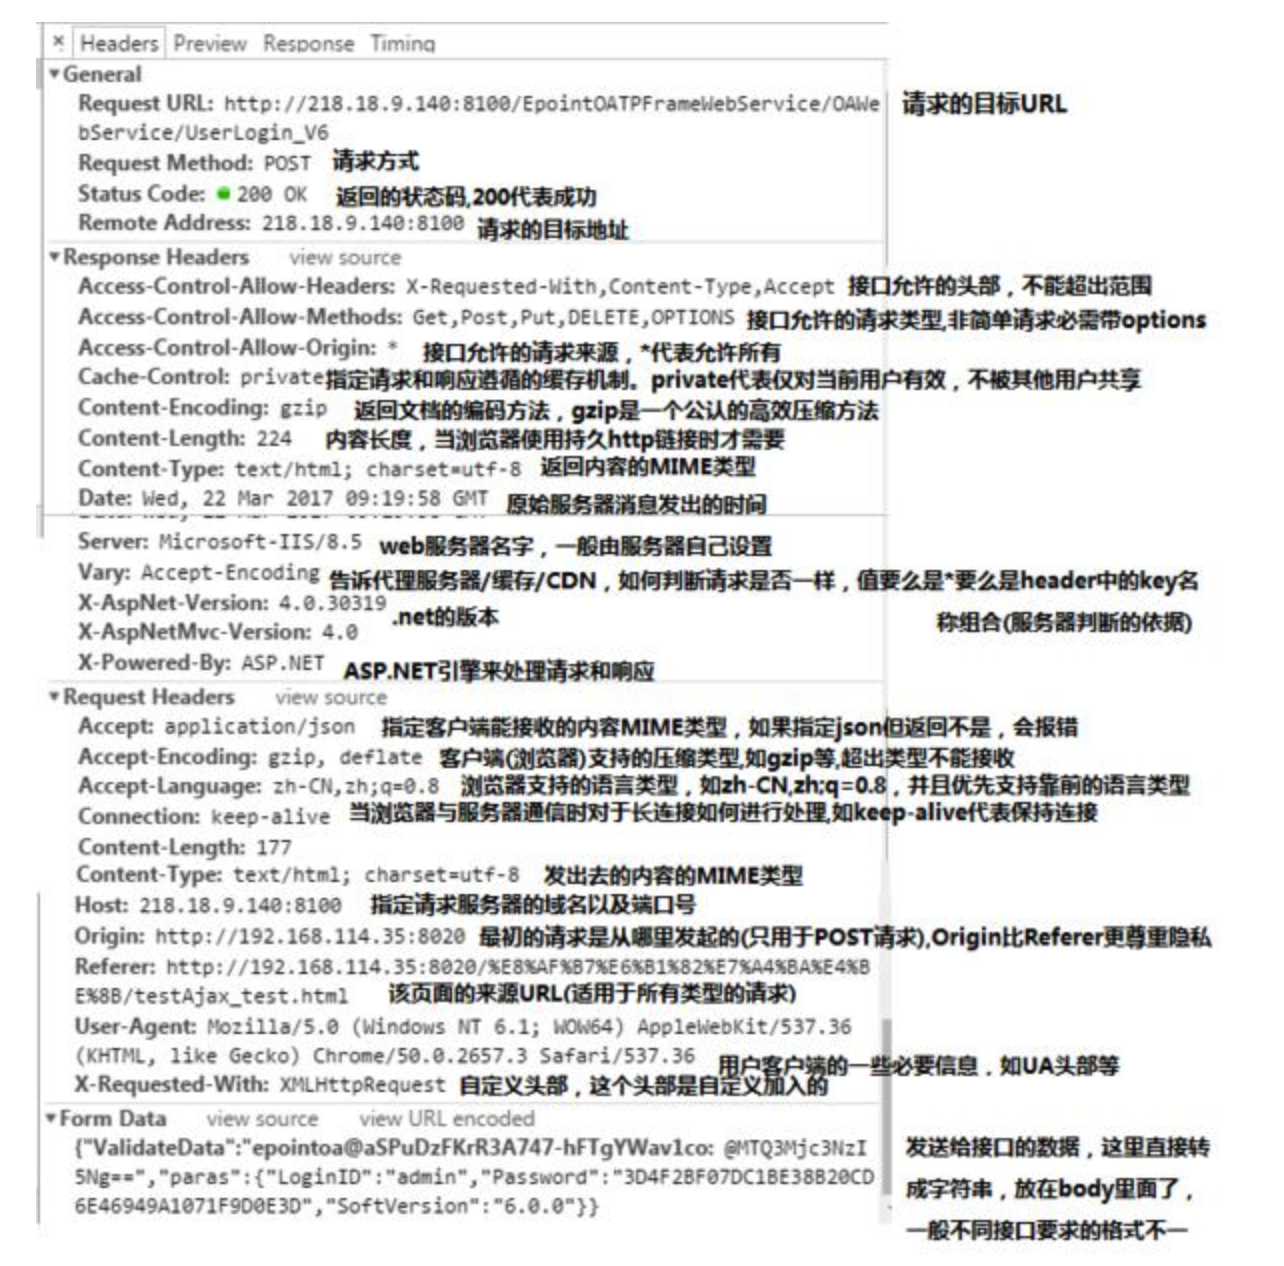 × Headers Preview Response Timing
▼General
Request URL: http://218.18.9.140:8100/EpointOATPFrameWebService/OAWe 请求的目标URL
bService/UserLogin_V6
Request Method: POST 请求方式
Status Code: 200 OK 返回的状态码,200代表成功
Remote Address: 218.18.9.140:8100 请求的目标地址
▼Response Headers view source
Access-Control-Allow-Headers: X-Requested-With,Content-Type,Accept 接口允许的头部，不能超出范围
Access-Control-Allow-Methods: Get,Post,Put,DELETE,OPTIONS 接口允许的请求类型,非简单请求必需带options
Access-Control-Allow-Origin: * 接口允许的请求来源，*代表允许所有
Cache-Control: private 指定请求和响应遵循的缓存机制。private代表仅对当前用户有效，不被其他用户共享
Content-Encoding: gzip 返回文档的编码方法，gzip是一个公认的高效压缩方法
Content-Length: 224 内容长度，当浏览器使用持久http链接时才需要
Content-Type: text/html; charset=utf-8 返回内容的MIME类型
Date: Wed, 22 Mar 2017 09:19:58 GMT 原始服务器消息发出的时间
Server: Microsoft-IIS/8.5 web服务器名字，一般由服务器自己设置
Vary: Accept-Encoding 告诉代理服务器/缓存/CDN，如何判断请求是否一样，值要么是*要么是header中的key名
X-AspNet-Version: 4.0.30319 .net的版本 称组合(服务器判断的依据)
X-AspNetMvc-Version: 4.0
X-Powered-By: ASP.NET ASP.NET引擎来处理请求和响应
▼Request Headers view source
Accept: application/json 指定客户端能接收的内容MIME类型，如果指定json但返回不是，会报错
Accept-Encoding: gzip, deflate 客户端(浏览器)支持的压缩类型,如gzip等,超出类型不能接收
Accept-Language: zh-CN,zh;q=0.8 浏览器支持的语言类型，如zh-CN,zh;q=0.8，并且优先支持靠前的语言类型
Connection: keep-alive 当浏览器与服务器通信时对于长连接如何进行处理,如keep-alive代表保持连接
Content-Length: 177
Content-Type: text/html; charset=utf-8 发出去的内容的MIME类型
Host: 218.18.9.140:8100 指定请求服务器的域名以及端口号
Origin: http://192.168.114.35:8020 最初的请求是从哪里发起的(只用于POST请求),Origin比Referer更尊重隐私
Referer: http://192.168.114.35:8020/%E8%AF%B7%E6%B1%82%E7%A4%BA%E4%B
E%8B/testAjax_test.html 该页面的来源URL(适用于所有类型的请求)
User-Agent: Mozilla/5.0 (Windows NT 6.1; WOW64) AppleWebKit/537.36
(KHTML, like Gecko) Chrome/50.0.2657.3 Safari/537.36 用户客户端的一些必要信息，如UA头部等
X-Requested-With: XMLHttpRequest 自定义头部，这个头部是自定义加入的
▼Form Data view source view URL encoded
{"ValidateData":"epointoa@aSPuDzFKrR3A747-hFTgYWav1co: @MTQ3Mjc3NzI 发送给接口的数据，这里直接转
5Ng==","paras":{"LoginID":"admin","Password":"3D4F2BF07DC1BE38B20CD 成字符串，放在body里面了，
6E46949A1071F9D0E3D","SoftVersion":"6.0.0"}} 一般不同接口要求的格式不一